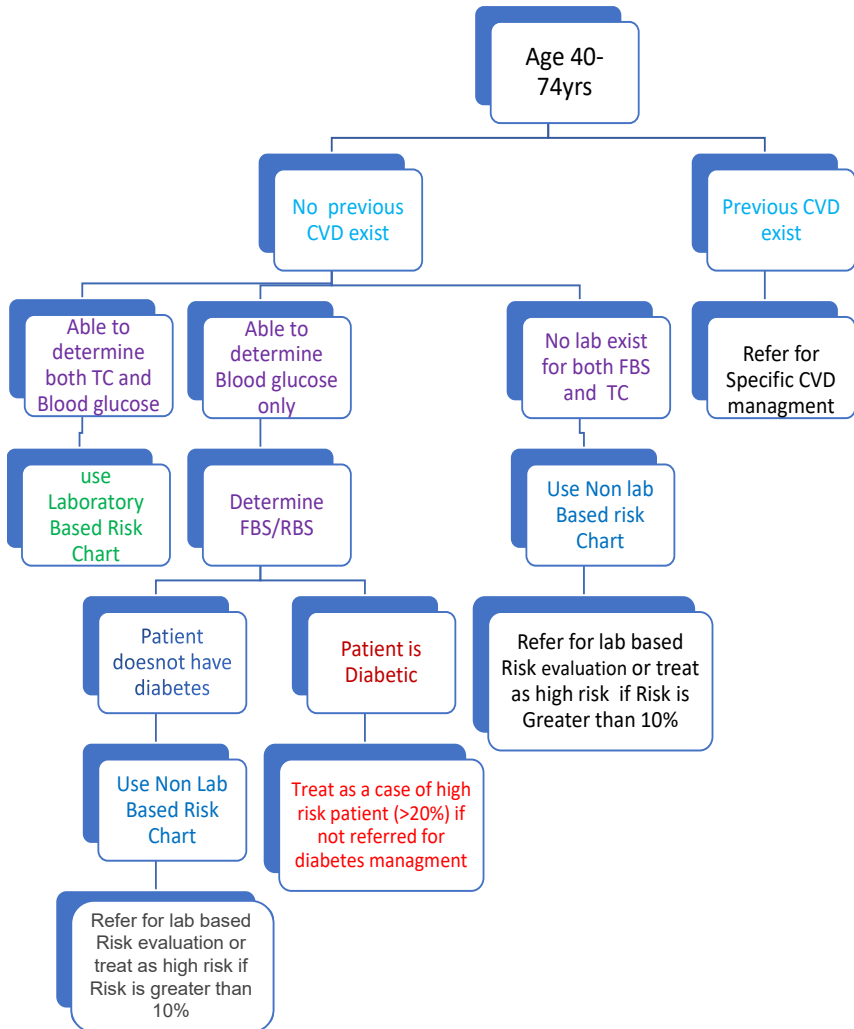 Age 40-
74yrs
No previous
CVD exist
Previous CVD
exist
Able to
determine
both TC and
Blood glucose
Able to
determine
Blood glucose
only
No lab exist
for both FBS
and TC
Refer for
Specific CVD
managment
use
Laboratory
Based Risk
Chart
Determine
FBS/RBS
Use Non lab
Based risk
Chart
Patient
doesnot have
diabetes
Patient is
Diabetic
Refer for lab based
Risk evaluation or treat
as high risk if Risk is
Greater than 10%
Use Non Lab
Based Risk
Chart
Treat as a case of high
risk patient (>20%) if
not referred for
diabetes managment
Refer for lab based
Risk evaluation or
treat as high risk if
Risk is greater than
10%